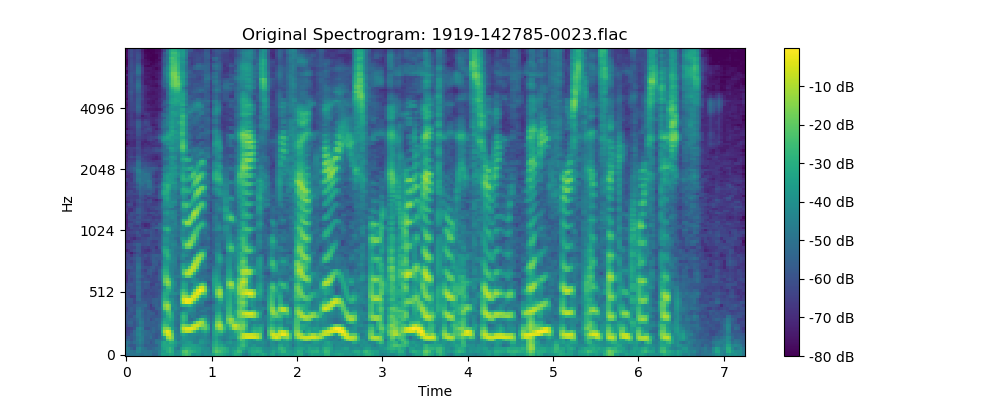 Original Spectrogram: 1919-142785-0023.flac
Hz
4096
2048
1024
512
0
0 1 2 3 4 5 6 7
Time
-10 dB
-20 dB
-30 dB
-40 dB
-50 dB
-60 dB
-70 dB
-80 dB